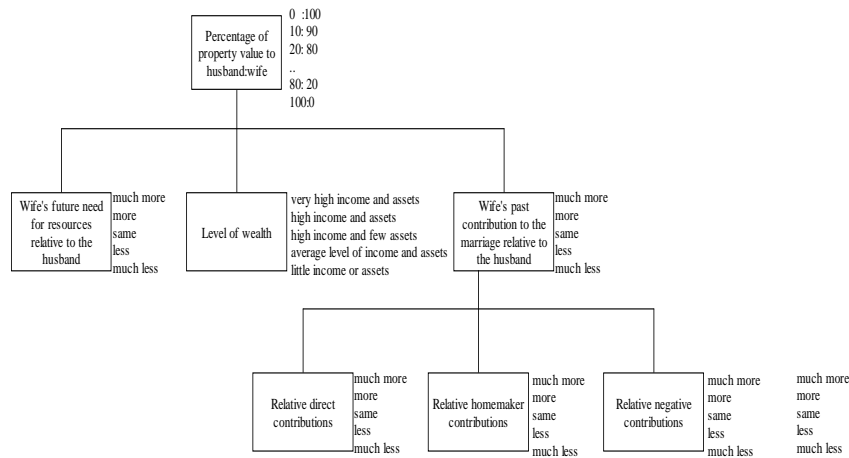 Percentage of
property value to
husband:wife
0 :100
10: 90
20: 80
..
80: 20
100:0
Wife's future need
for resources
relative to the
husband
much more
more
same
less
much less
Level of wealth
very high income and assets
high income and assets
high income and few assets
average level of income and assets
little income or assets
Wife's past
contribution to the
marriage relative to
the husband
much more
more
same
less
much less
Relative direct
contributions
much more
more
same
less
much less
Relative homemaker
contributions
much more
more
same
less
much less
Relative negative
contributions
much more
more
same
less
much less
much more
more
same
less
much less